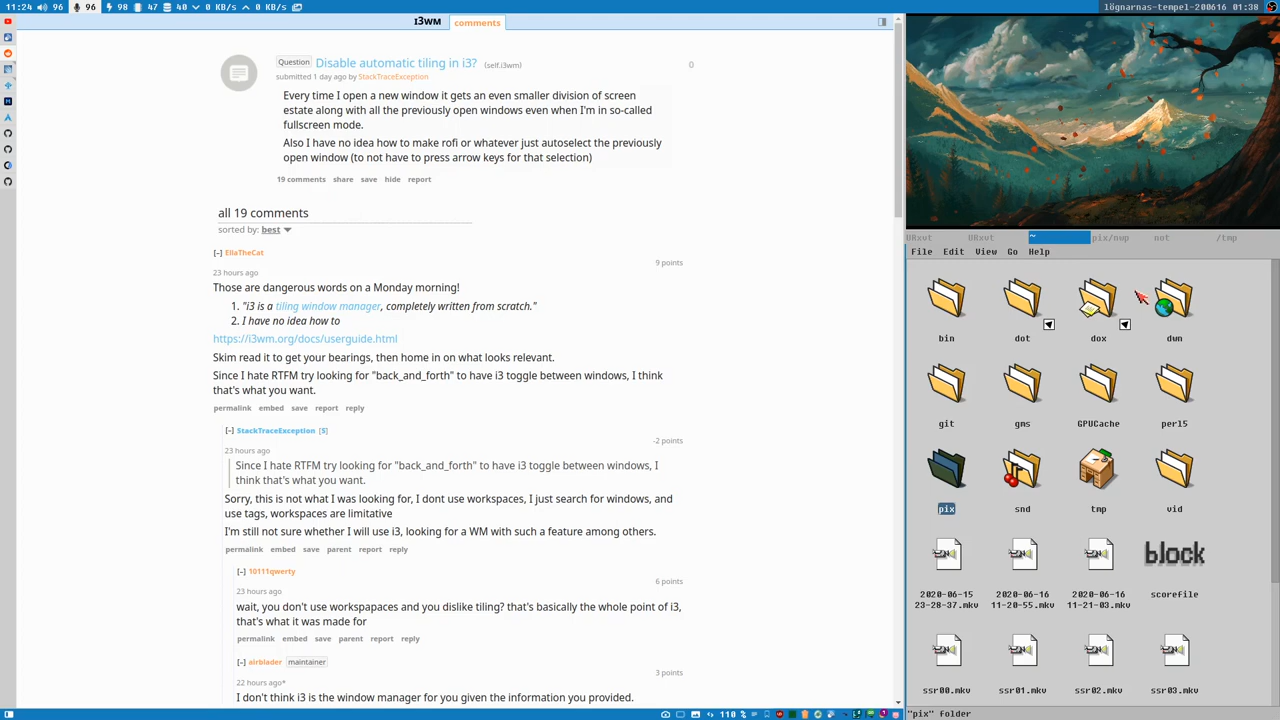 11:24 96 96 98 47 40 0 KB/s 0 KB/s
lögnarnas-tempel-200616 01:38
i3wm comments
Question Disable automatic tiling in i3? (self.i3wm) 0
submitted 1 day ago by StackTraceException
Every time I open a new window it gets an even smaller division of screen
estate along with all the previously open windows even when I'm in so-called
fullscreen mode.
Also I have no idea how to make rofi or whatever just autoselect the previously
open window (to not have to press arrow keys for that selection)
19 comments share save hide report
all 19 comments
sorted by: best
[–] EllaTheCat
9 points
23 hours ago
Those are dangerous words on a Monday morning!
1. "i3 is a tiling window manager, completely written from scratch."
2. I have no idea how to
https://i3wm.org/docs/userguide.html
Skim read it to get your bearings, then home in on what looks relevant.
Since I hate RTFM try looking for "back_and_forth" to have i3 toggle between windows, I think
that's what you want.
permalink embed save report reply
[–] StackTraceException [S]
-2 points
23 hours ago
Since I hate RTFM try looking for "back_and_forth" to have i3 toggle between windows, I
think that's what you want.
Sorry, this is not what I was looking for, I dont use workspaces, I just search for windows, and
use tags, workspaces are limitative
I'm still not sure whether I will use i3, looking for a WM with such a feature among others.
permalink embed save parent report reply
[–] 10111qwerty
6 points
23 hours ago
wait, you don't use workspapaces and you dislike tiling? that's basically the whole point of i3,
that's what it was made for
permalink embed save parent report reply
[–] airblader maintainer
3 points
22 hours ago*
I don't think i3 is the window manager for you given the information you provided.
URxvt URxvt ~ pix/nwp not /tmp
File Edit View Go Help
bin dot dox dwn
git gms GPUCache perl5
pix snd tmp vid
block
2020-06-15 2020-06-16 2020-06-16 scorefile
23-28-37.mkv 11-20-55.mkv 11-21-03.mkv
ssr00.mkv ssr01.mkv ssr02.mkv ssr03.mkv
"pix" folder
110 %